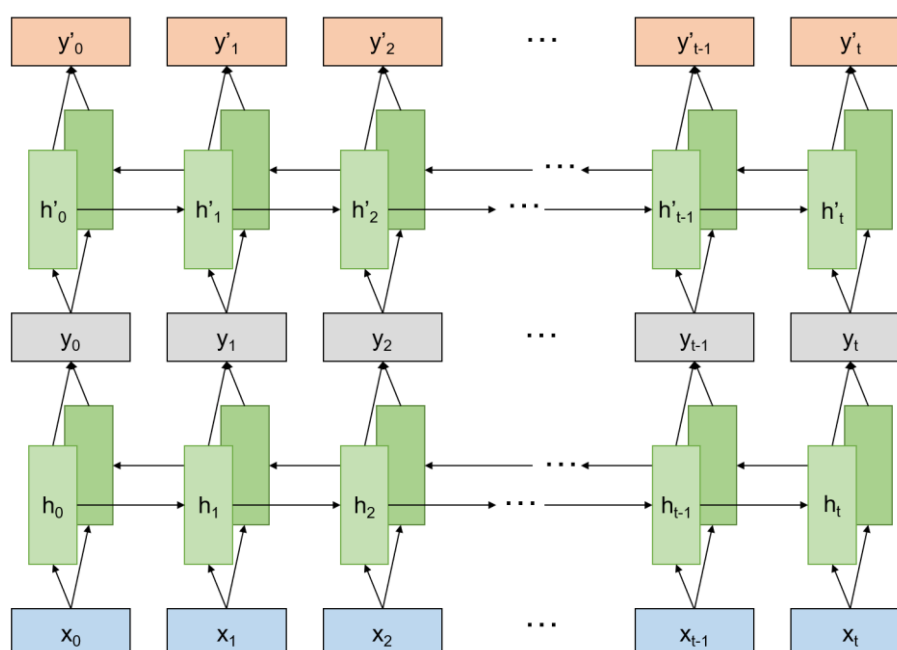 y'₀ y'₁ y'₂ ... y'ₜ₋₁ y'ₜ
...
h'₀ h'₁ h'₂ ... h'ₜ₋₁ h'ₜ
y₀ y₁ y₂ ... yₜ₋₁ yₜ
...
h₀ h₁ h₂ ... hₜ₋₁ hₜ
x₀ x₁ x₂ ... xₜ₋₁ xₜ